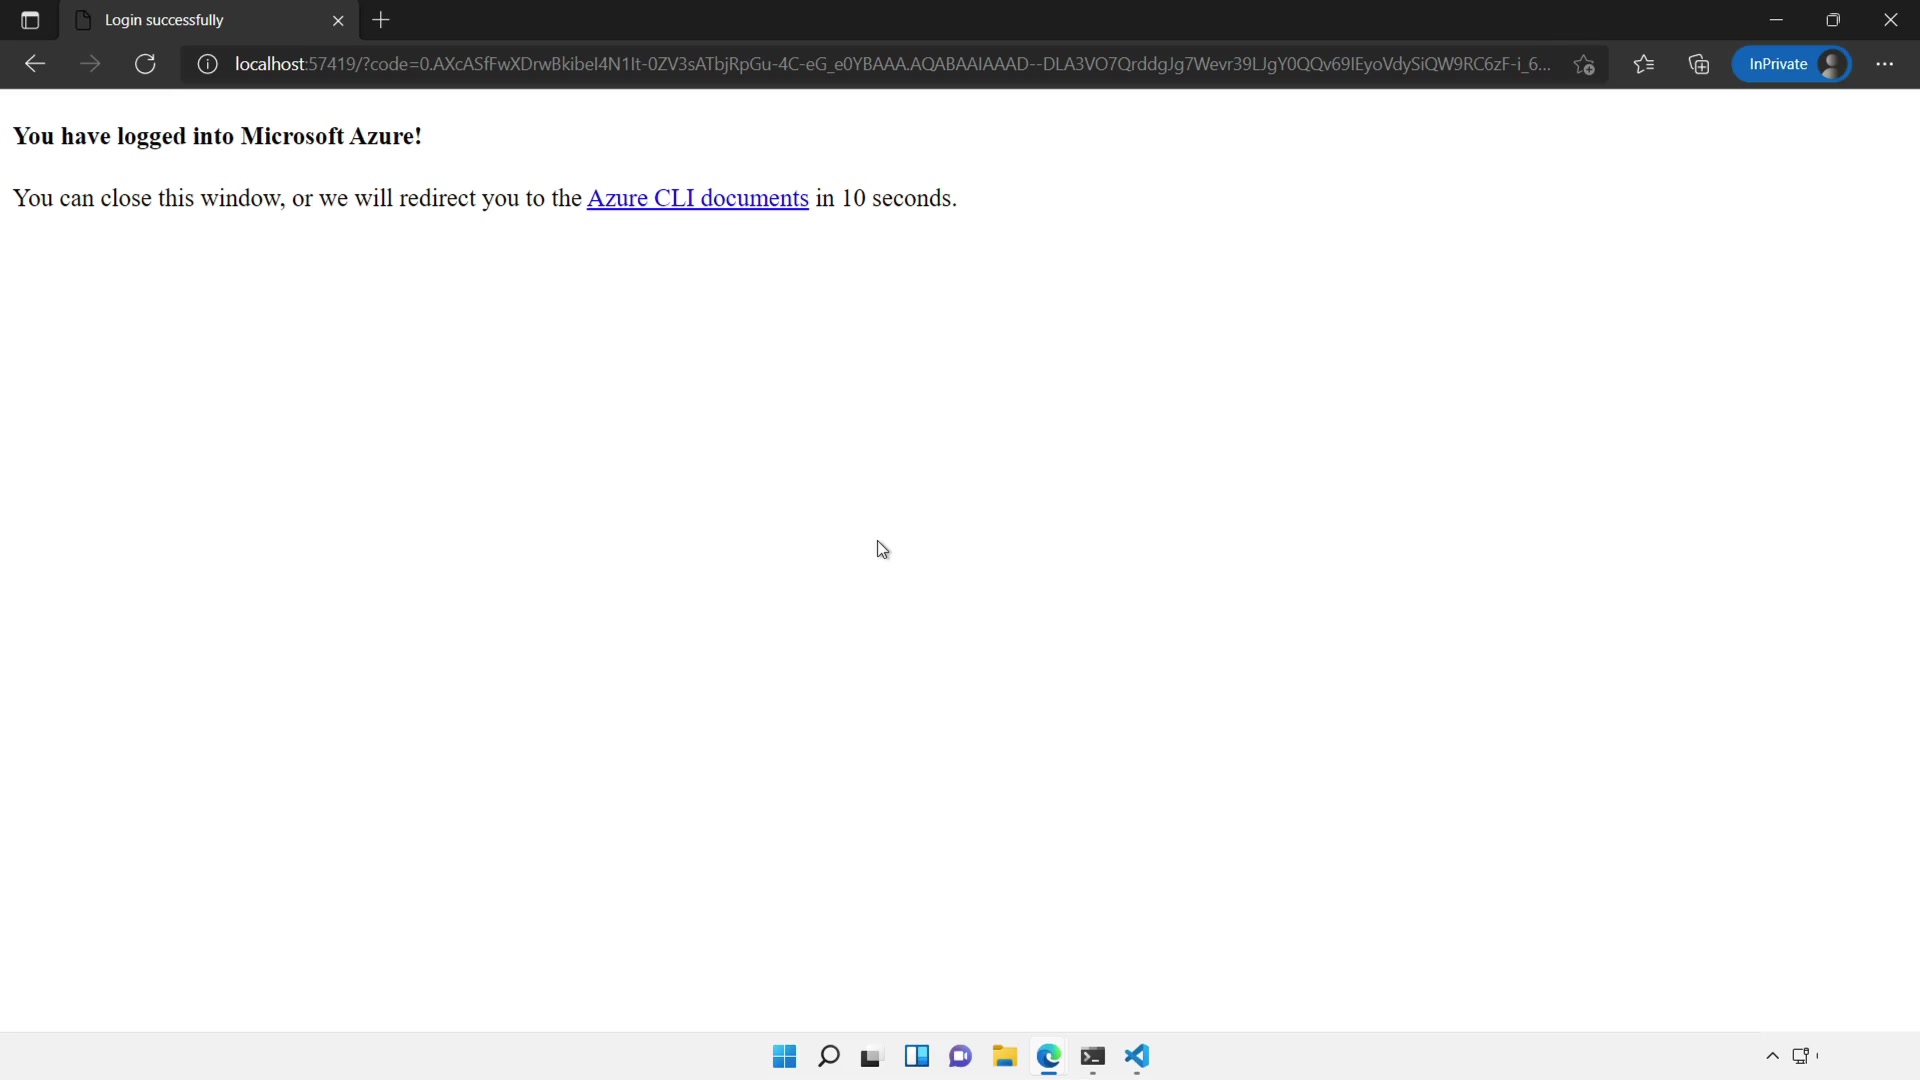 Login successfully
localhost:57419/?code=0.AXcASfFwXDrwBkibel4N1It-0ZV3sATbjRpGu-4C-eG_e0YBAAA.AQABAAIAAAD--DLA3VO7QrddgJg7Wevr39LJgY0QQv69IEyoVdySiQW9RC6zF-i_6...
InPrivate
You have logged into Microsoft Azure!
You can close this window, or we will redirect you to the Azure CLI documents in 10 seconds.